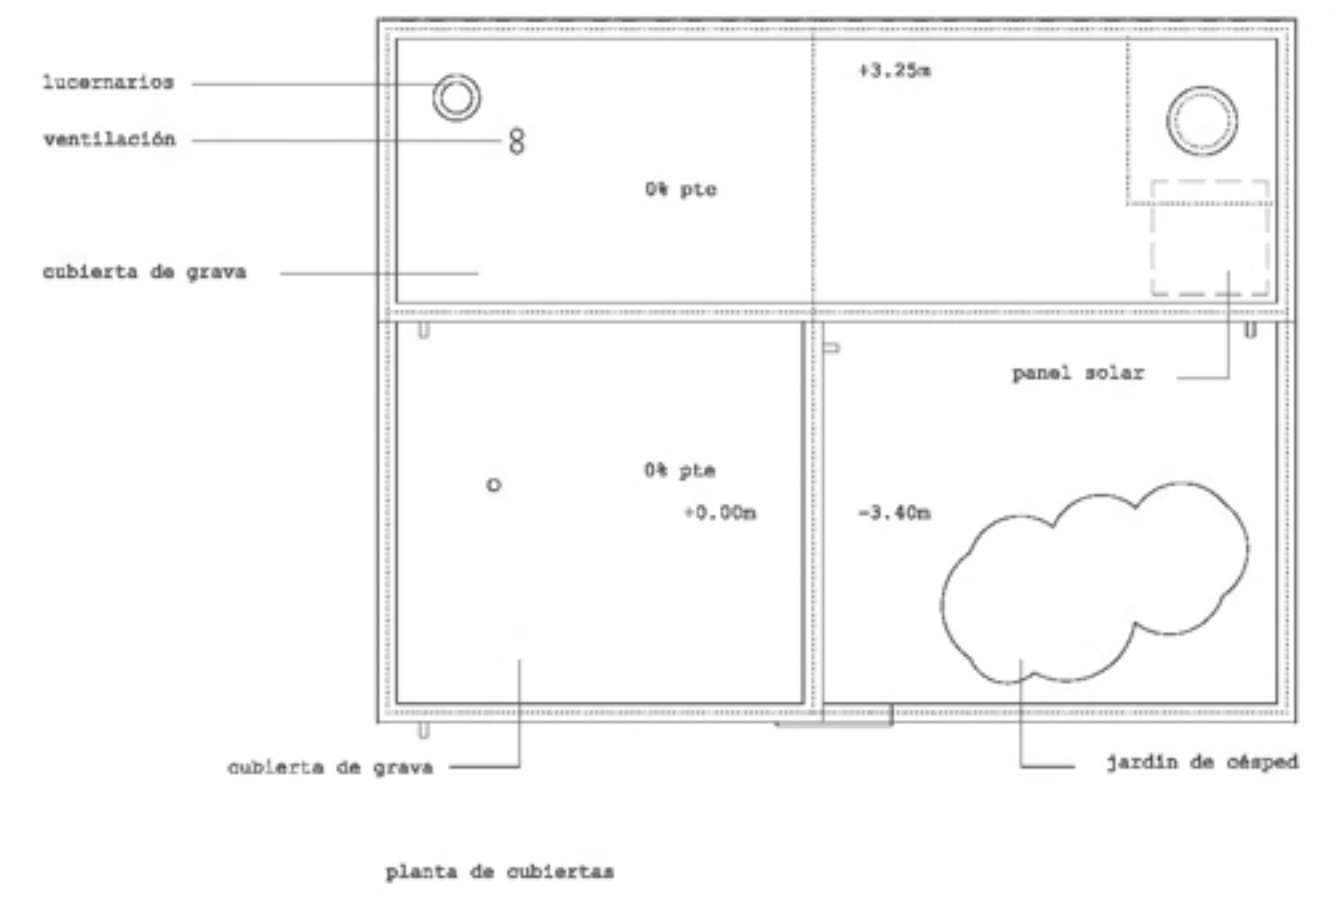 lucernarios
+3.25m
ventilación
0% pte
cubierta de grava
panel solar
0% pte
+0.00m
-3.40m
cubierta de grava
jardin de césped
planta de cubiertas